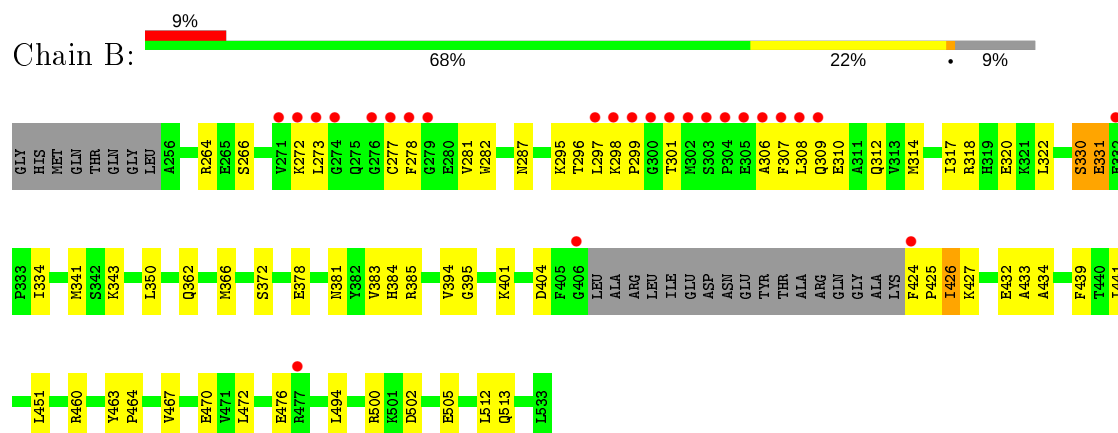 9%
Chain B:
68% 22% • 9%
GLY HIS MET GLN THR GLN GLY LEU A256 R264 E265 S266 V271 K272 L273 G274 Q275 G276 C277 F278 G279 E280 V281 W282 N287 K295 T296 L297 K298 P299 G300 T301 M302 S303 P304 E305 A306 F307 L308 Q309 E310 A311 Q312 V313 M314 I317 R318 H319 E320 K321 L322 S330 E331
P333 I334 M341 S342 K343 L350 Q362 M366 S372 E378 N381 Y382 V383 H384 R385 V394 G395 K401 D404 F405 G406 LEU ALA ARG LEU ILE GLU ASP ASN GLU TYR THR ALA ARG GLN GLY ALA LYS F424 P425 I426 K427 E432 A433 A434 F439 T440
L451 R460 Y463 P464 V467 E470 V471 L472 E476 R477 L494 R500 K501 D502 E505 L512 Q513 L533